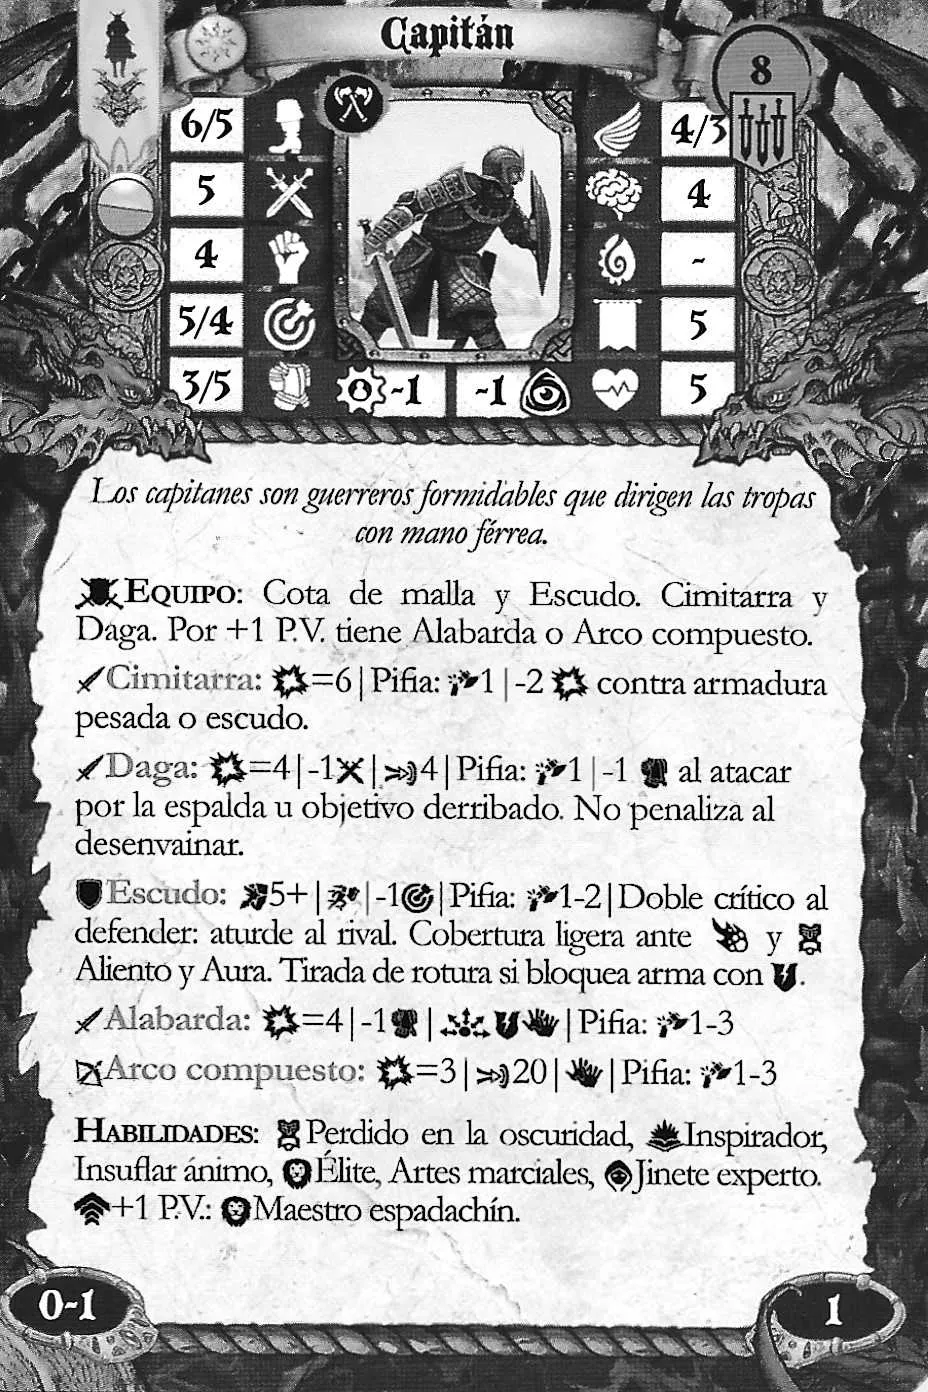 Capitán
8
6/5
4/3
5
4
4
-
5/4
5
3/5
-1
-1
5
Los capitanes son guerreros formidables que dirigen las tropas
con mano férrea.
EQUIPO: Cota de malla y Escudo. Cimitarra y
Daga. Por +1 P.V. tiene Alabarda o Arco compuesto.
Cimitarra: =6|Pifia: 1|-2 contra armadura
pesada o escudo.
Daga: =4|-1|4|Pifia: 1|-1 al atacar
por la espalda u objetivo derribado. No penaliza al
desenvainar.
Escudo: 5+||-1|Pifia: 1-2|Doble crítico al
defender: aturde al rival. Cobertura ligera ante y
Aliento y Aura. Tirada de rotura si bloquea arma con .
Alabarda: =4|-1||Pifia: 1-3
Arco compuesto: =3|20||Pifia: 1-3
HABILIDADES: Perdido en la oscuridad, Inspirador,
Insuflar ánimo, Élite, Artes marciales, Jinete experto.
+1 P.V.: Maestro espadachín.
0-1
1